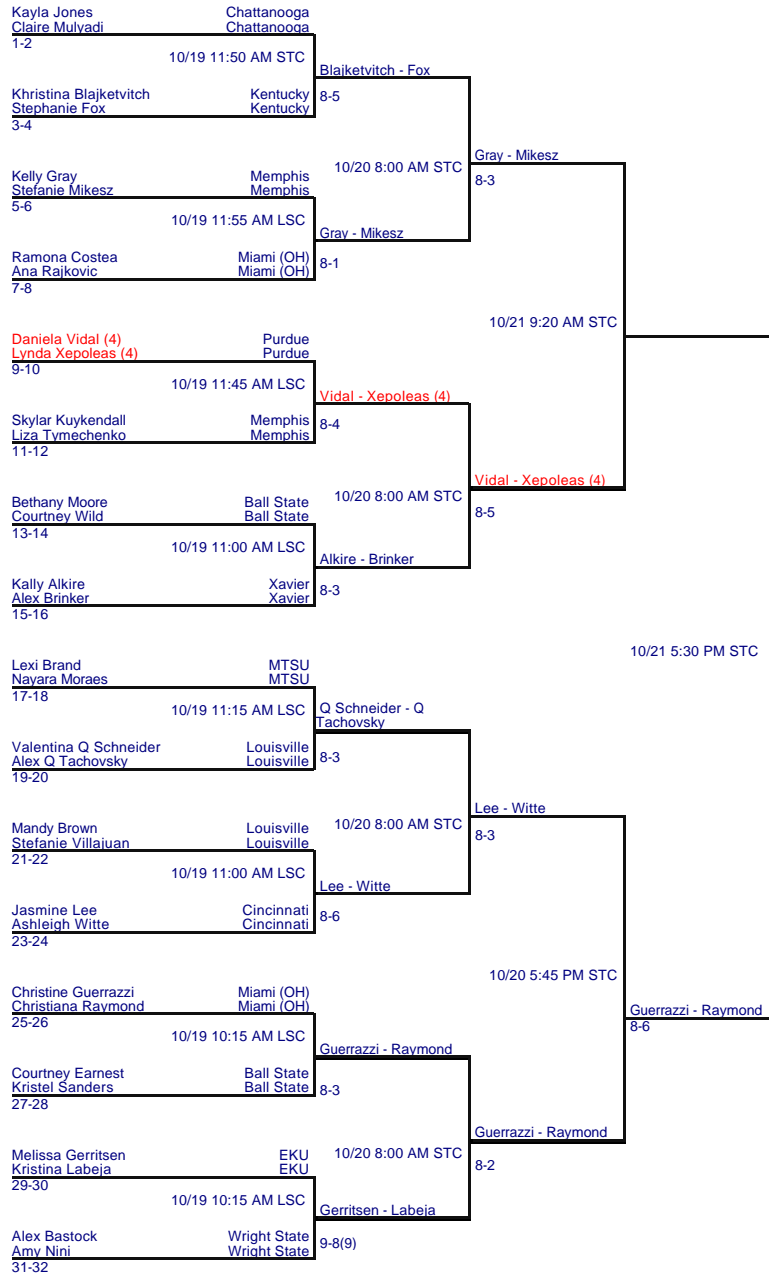 Kayla Jones Chattanooga
Claire Mulyadi Chattanooga
1-2
10/19 11:50 AM STC
Blajketvitch - Fox
8-5
Khristina Blajketvitch Kentucky
Stephanie Fox Kentucky
3-4
10/20 8:00 AM STC
Gray - Mikesz
8-3
Kelly Gray Memphis
Stefanie Mikesz Memphis
5-6
10/19 11:55 AM LSC
Gray - Mikesz
8-1
Ramona Costea Miami (OH)
Ana Rajkovic Miami (OH)
7-8
10/21 9:20 AM STC
Daniela Vidal (4) Purdue
Lynda Xepoleas (4) Purdue
9-10
10/19 11:45 AM LSC
Vidal - Xepoleas (4)
8-4
Skylar Kuykendall Memphis
Liza Tymechenko Memphis
11-12
10/20 8:00 AM STC
Vidal - Xepoleas (4)
8-5
Bethany Moore Ball State
Courtney Wild Ball State
13-14
10/19 11:00 AM LSC
Alkire - Brinker
8-3
Kally Alkire Xavier
Alex Brinker Xavier
15-16
10/21 5:30 PM STC
Lexi Brand MTSU
Nayara Moraes MTSU
17-18
10/19 11:15 AM LSC
Q Schneider - Q
Tachovsky
8-3
Valentina Q Schneider Louisville
Alex Q Tachovsky Louisville
19-20
10/20 8:00 AM STC
Lee - Witte
8-3
Mandy Brown Louisville
Stefanie Villajuan Louisville
21-22
10/19 11:00 AM LSC
Lee - Witte
8-6
Jasmine Lee Cincinnati
Ashleigh Witte Cincinnati
23-24
10/20 5:45 PM STC
Guerrazzi - Raymond
8-6
Christine Guerrazzi Miami (OH)
Christiana Raymond Miami (OH)
25-26
10/19 10:15 AM LSC
Guerrazzi - Raymond
8-3
Courtney Earnest Ball State
Kristel Sanders Ball State
27-28
10/20 8:00 AM STC
Guerrazzi - Raymond
8-2
Melissa Gerritsen EKU
Kristina Labeja EKU
29-30
10/19 10:15 AM LSC
Gerritsen - Labeja
9-8(9)
Alex Bastock Wright State
Amy Nini Wright State
31-32